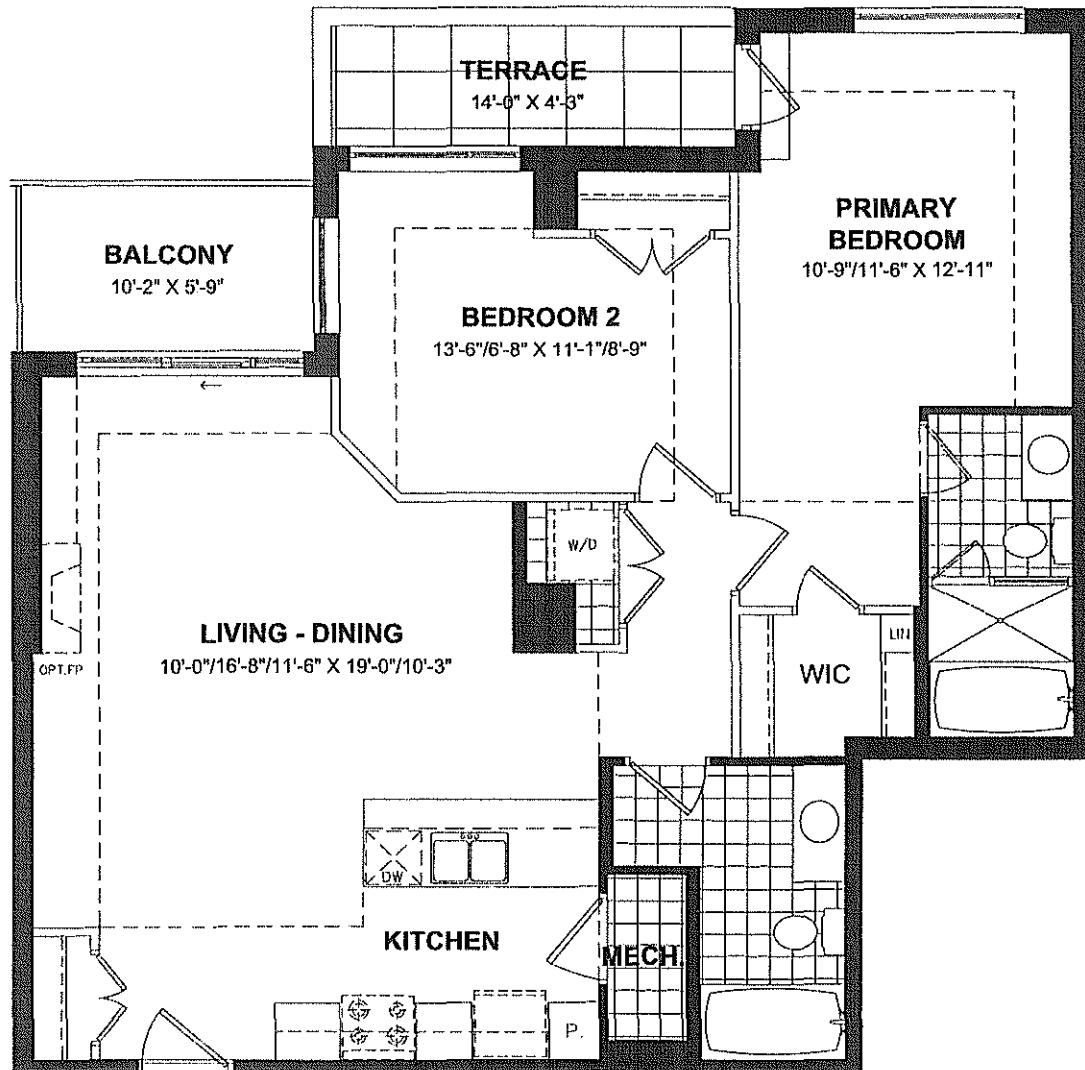 TERRACE
14'-0" X 4'-3"
PRIMARY
BEDROOM
10'-9"/11'-6" X 12'-11"
BALCONY
10'-2" X 5'-9"
BEDROOM 2
13'-6"/6'-8" X 11'-1"/8'-9"
W/D
LIVING - DINING
10'-0"/16'-8"/11'-6" X 19'-0"/10'-3"
OPT.FP
LIN
WIC
DW
KITCHEN
MECH.
P.